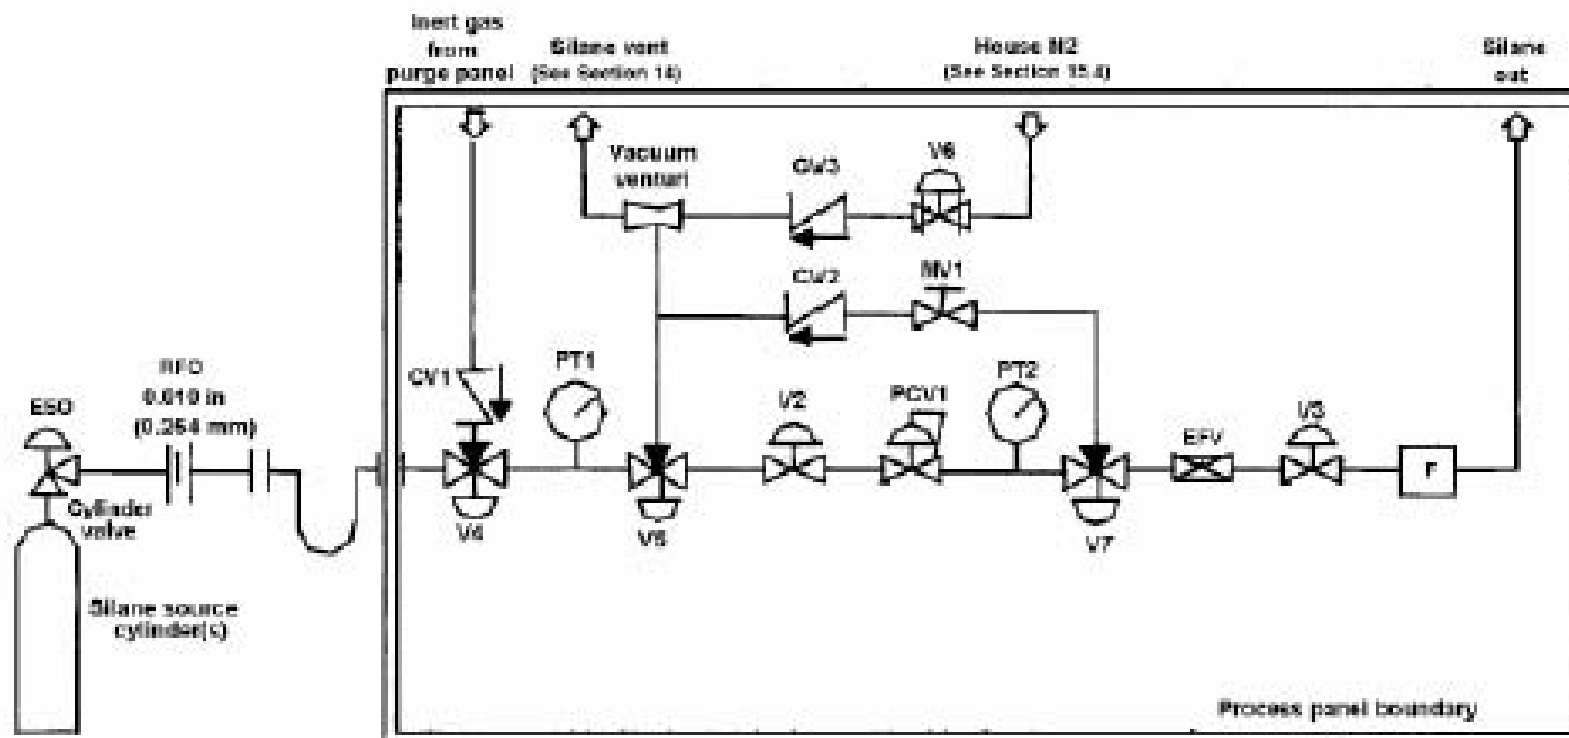 Inert gas
from
purge panel
Silane vent
(See Section 14)
House N2
(See Section 15.4)
Silane
out
Vacuum
venturi
CV3
V6
CV2
MV1
CV1
PT1
V2
PCV1
PT2
EFV
V3
F
RFO
0.010 in
(0.254 mm)
ESO
Cylinder
valve
V4
V5
V7
Silane source
cylinder(s)
Process panel boundary